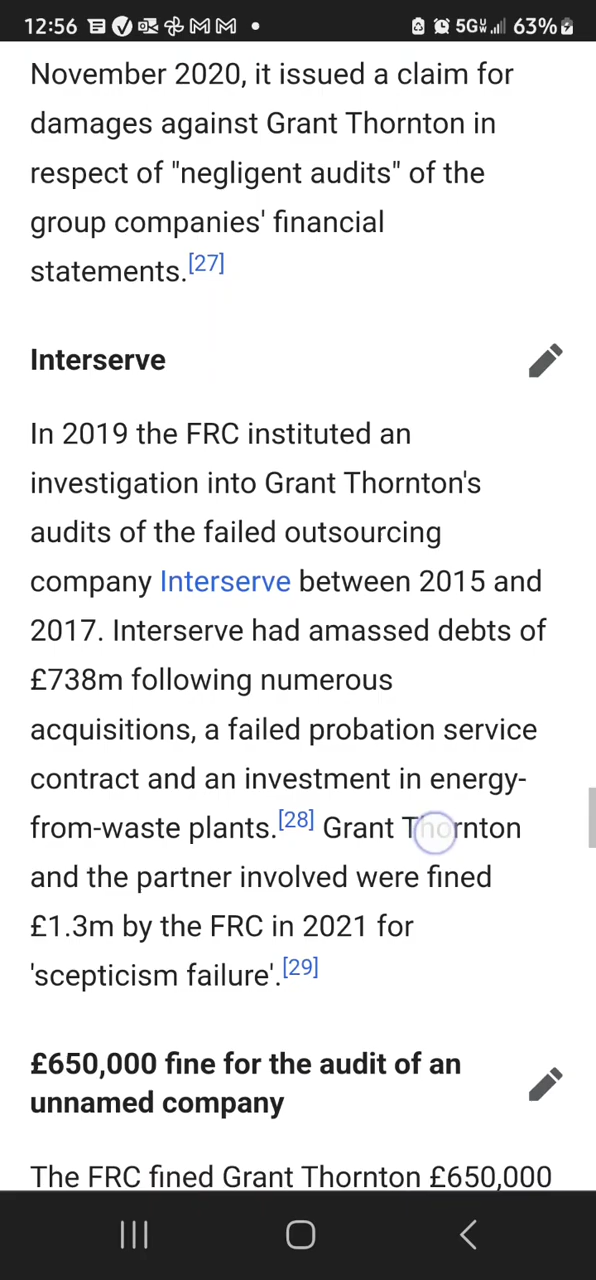 12:56
5G 63%
November 2020, it issued a claim for
damages against Grant Thornton in
respect of "negligent audits" of the
group companies' financial
statements.[27]
Interserve
In 2019 the FRC instituted an
investigation into Grant Thornton's
audits of the failed outsourcing
company Interserve between 2015 and
2017. Interserve had amassed debts of
£738m following numerous
acquisitions, a failed probation service
contract and an investment in energy-
from-waste plants.[28] Grant Thornton
and the partner involved were fined
£1.3m by the FRC in 2021 for
'scepticism failure'.[29]
£650,000 fine for the audit of an
unnamed company
The FRC fined Grant Thornton £650,000